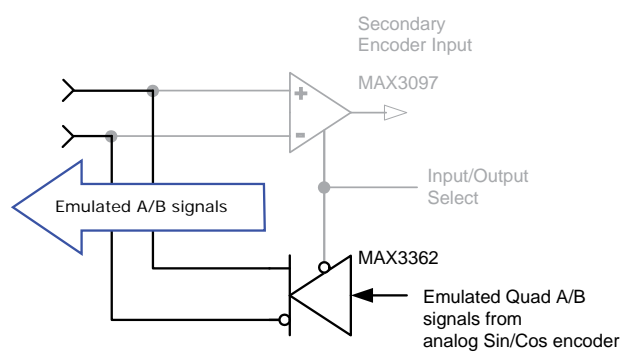 Secondary
Encoder Input
MAX3097
+
-
Input/Output
Select
Emulated A/B signals
MAX3362
Emulated Quad A/B
signals from
analog Sin/Cos encoder